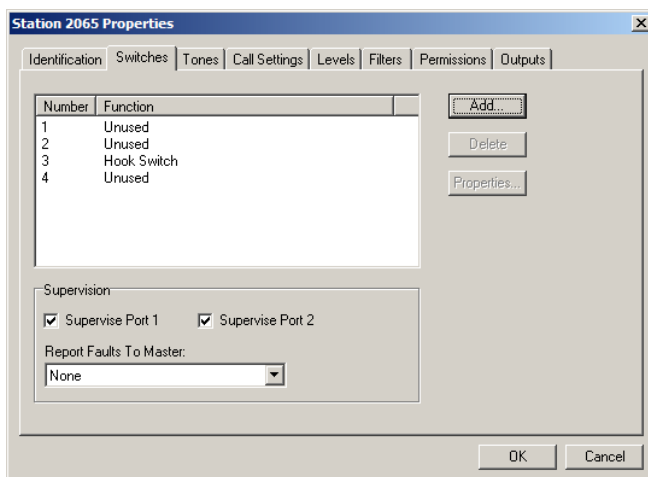 Station 2065 Properties
Identification Switches Tones Call Settings Levels Filters Permissions Outputs
Number Function
1 Unused
2 Unused
3 Hook Switch
4 Unused
Add...
Delete
Properties...
Supervision
Supervise Port 1 Supervise Port 2
Report Faults To Master:
None
OK Cancel